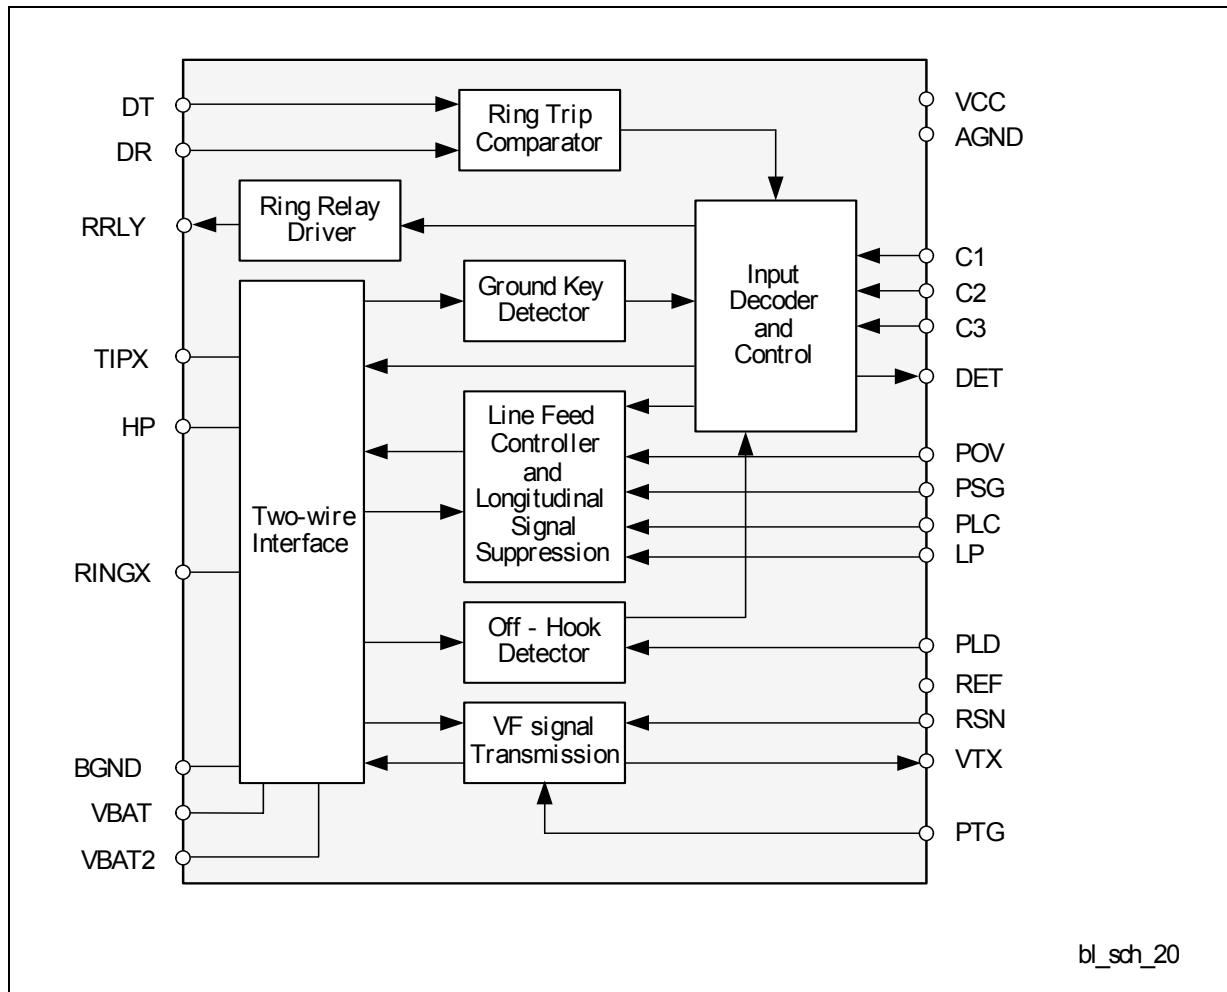 DT
DR
RRLY
TIPX
HP
RINGX
BGND
VBAT
VBAT2
Ring Trip
Comparator
Ring Relay
Driver
Ground Key
Detector
Input
Decoder
and
Control
Two-wire
Interface
Line Feed
Controller
and
Longitudinal
Signal
Suppression
Off - Hook
Detector
VF signal
Transmission
VCC
AGND
C1
C2
C3
DET
POV
PSG
PLC
LP
PLD
REF
RSN
VTX
PTG
bl_sch_20